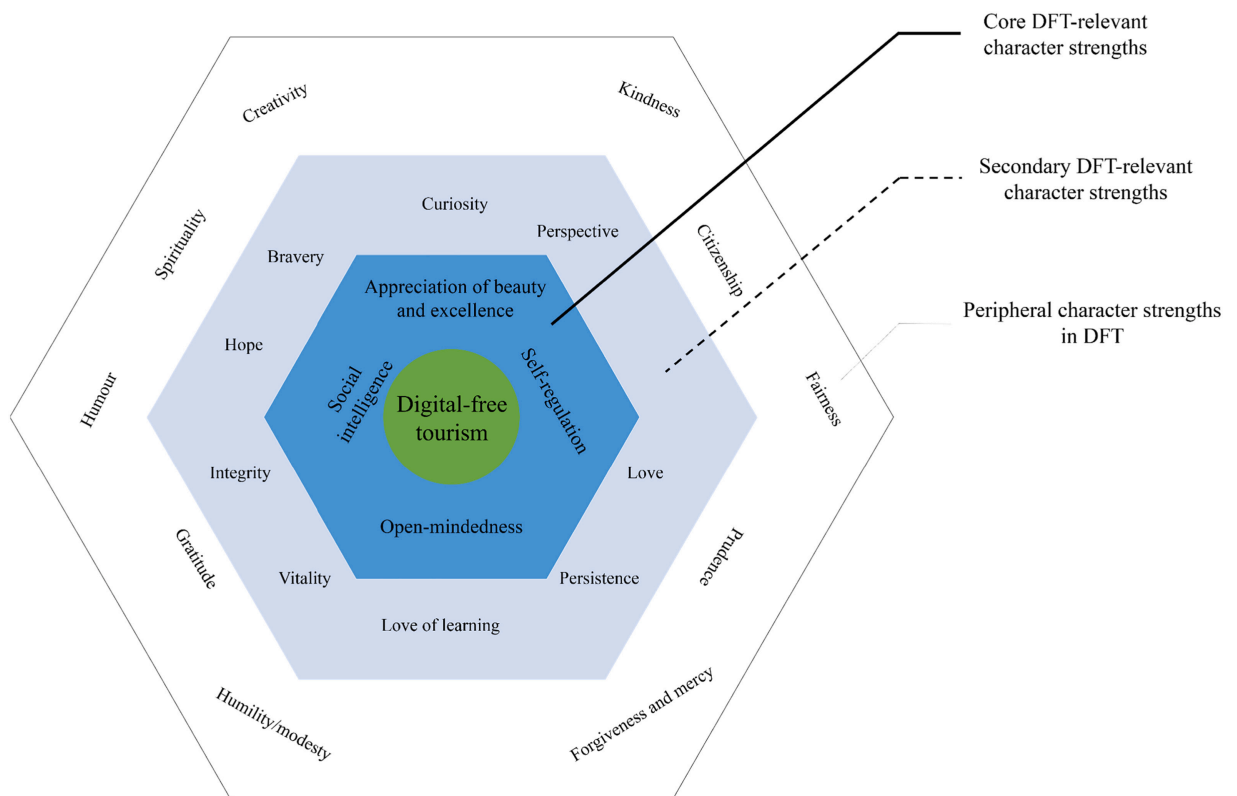 Core DFT-relevant
character strengths
Creativity
Kindness
Secondary DFT-relevant
character strengths
Curiosity
Perspective
Spirituality
Bravery
Citizenship
Appreciation of beauty
and excellence
Peripheral character strengths
in DFT
Hope
Social
intelligence
Self-regulation
Humour
Fairness
Digital-free
tourism
Integrity
Love
Open-mindedness
Gratitude
Prudence
Vitality
Persistence
Love of learning
Humility/modesty
Forgiveness and mercy